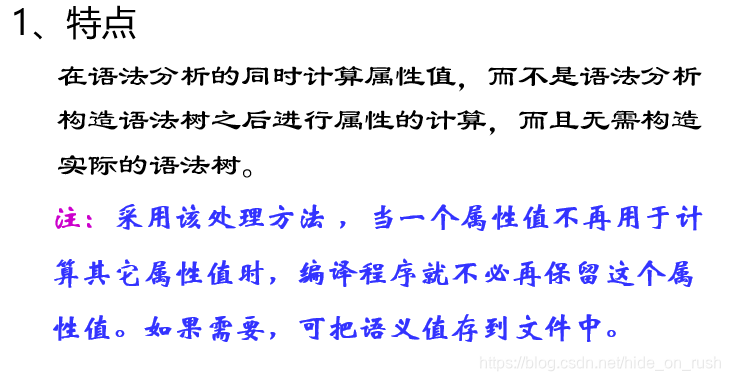 1、特点
在语法分析的同时计算属性值，而不是语法分析
构造语法树之后进行属性的计算，而且无需构造
实际的语法树。
注：采用该处理方法 ，当一个属性值不再用于计
算其它属性值时，编译程序就不必再保留这个属
性值。如果需要，可把语义值存到文件中。
https://blog.csdn.net/hide_on_rush